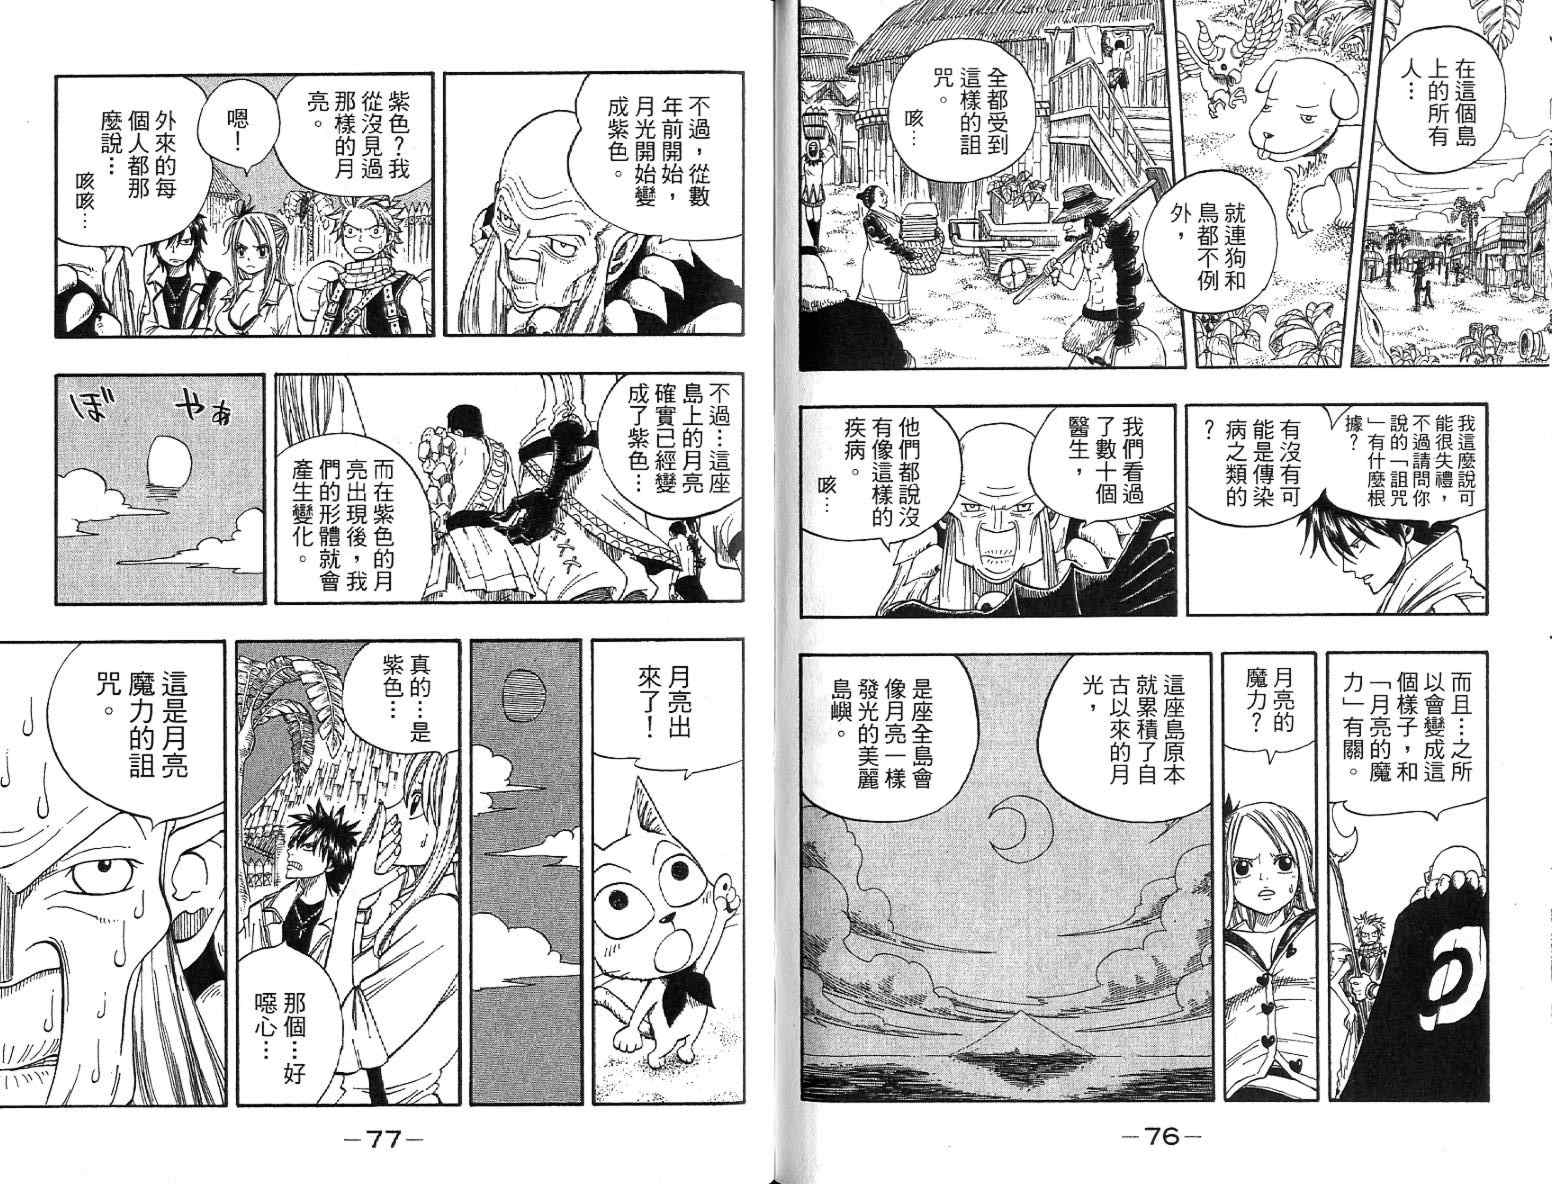 在這個島
上的所有
人…
就連狗和
鳥都不例
外，
全都受到
這樣的詛
咒。
咳…
我這麼說可
能很失禮，
不過請問你
說的「詛咒
」有什麼根
據？
有沒有可
能是傳染
病之類的
？
我們看過
了數十個
醫生，
他們都說沒
有像這樣的
疾病。
咳…
而且…之所
以會變成這
個樣子，和
「月亮的魔
力」有關。
月亮的
魔力？
這座島原本
就累積了自
古以來的月
光，
是座全島會
像月亮一樣
發光的美麗
島嶼。
—76—
不過，從數
年前開始，
月光開始變
成紫色。
紫色？我
從沒見過
那樣的月
亮。
嗯！
外來的每
個人都那
麼說…
咳咳…
不過…這座
島上的月亮
確實已經變
成了紫色…
而在紫色的月
亮出現後，我
們的形體就會
產生變化。
ぼ
やぁ
月亮出
來了！
真的…是
紫色…
那個…好
噁心…
這是月亮
魔力的詛
咒。
—77—